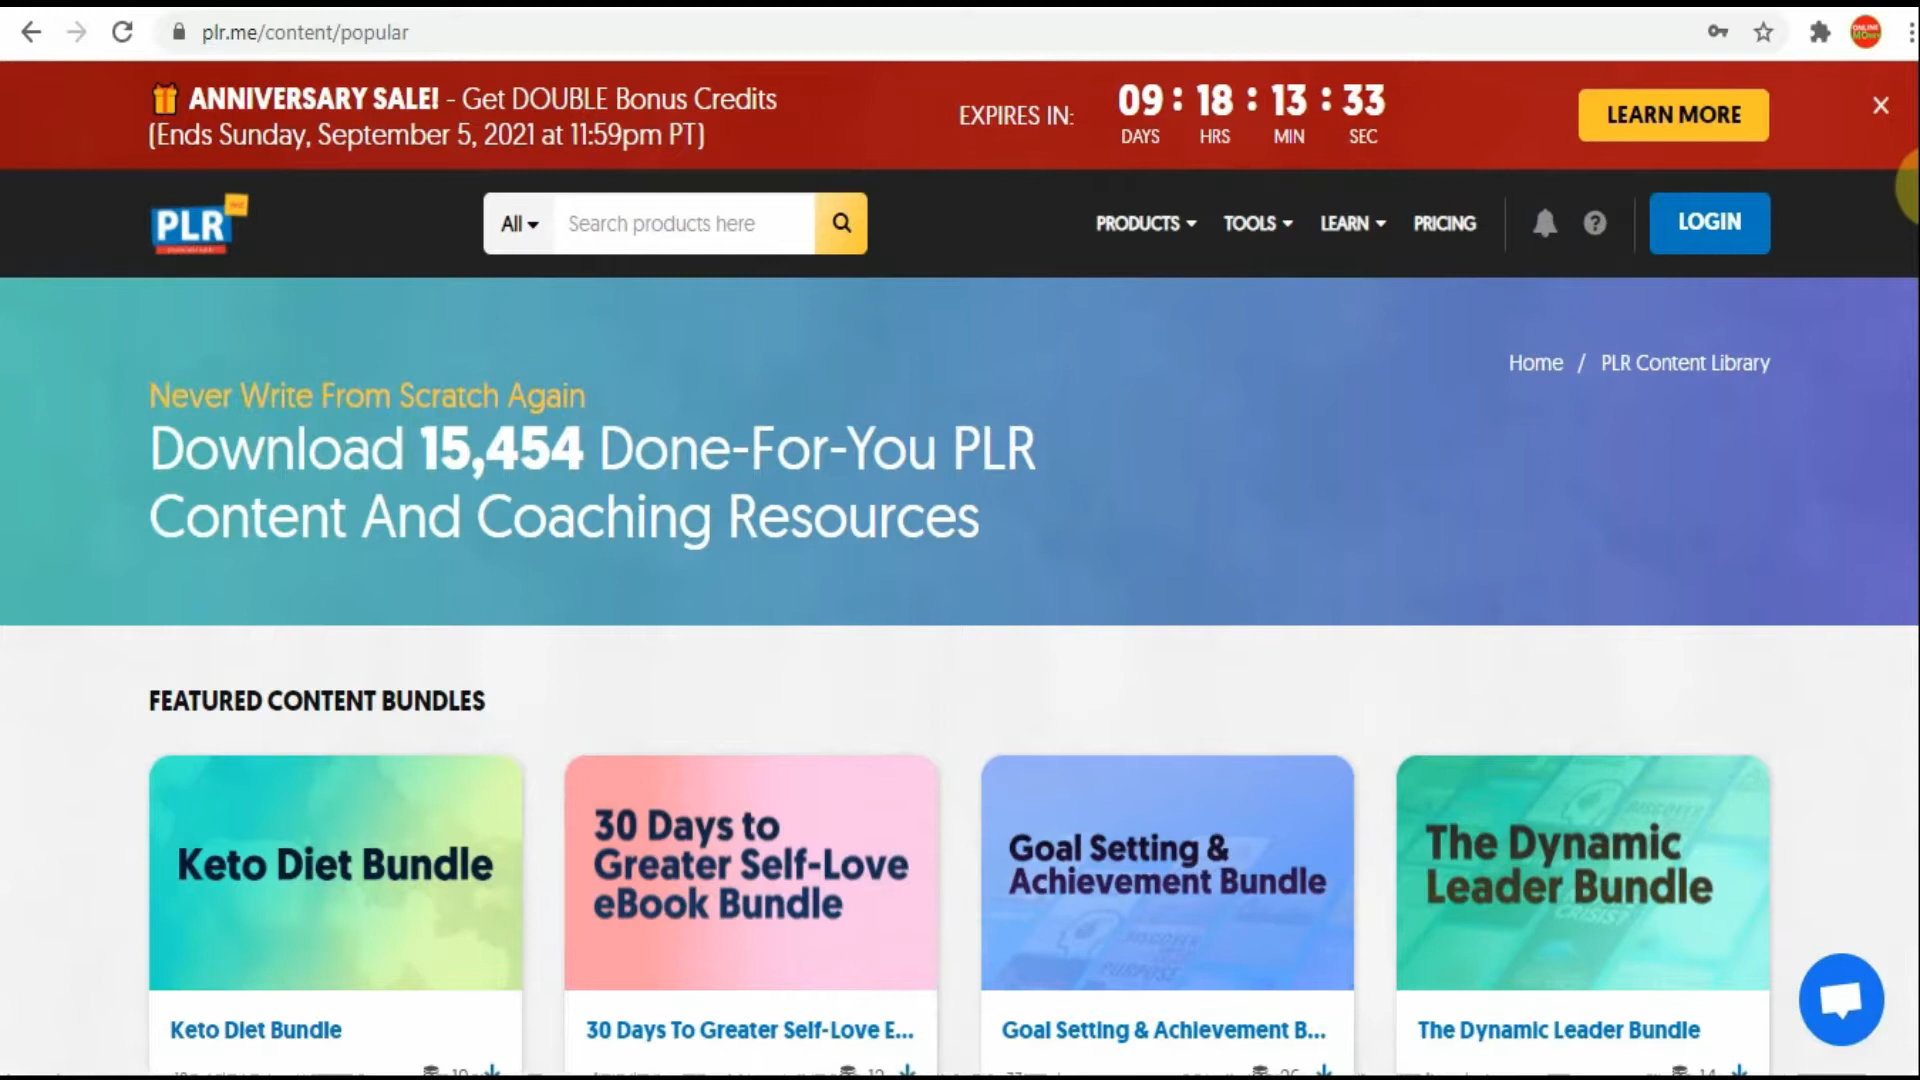 plr.me/content/popular
ANNIVERSARY SALE! - Get DOUBLE Bonus Credits
(Ends Sunday, September 5, 2021 at 11:59pm PT)
EXPIRES IN:
09 : 18 : 13 : 33
DAYS HRS MIN SEC
LEARN MORE
PLR
All
Search products here
PRODUCTS
TOOLS
LEARN
PRICING
LOGIN
Home / PLR Content Library
Never Write From Scratch Again
Download 15,454 Done-For-You PLR
Content And Coaching Resources
FEATURED CONTENT BUNDLES
Keto Diet Bundle
30 Days to
Greater Self-Love
eBook Bundle
Goal Setting &
Achievement Bundle
The Dynamic
Leader Bundle
Keto Diet Bundle
30 Days To Greater Self-Love E...
Goal Setting & Achievement B...
The Dynamic Leader Bundle